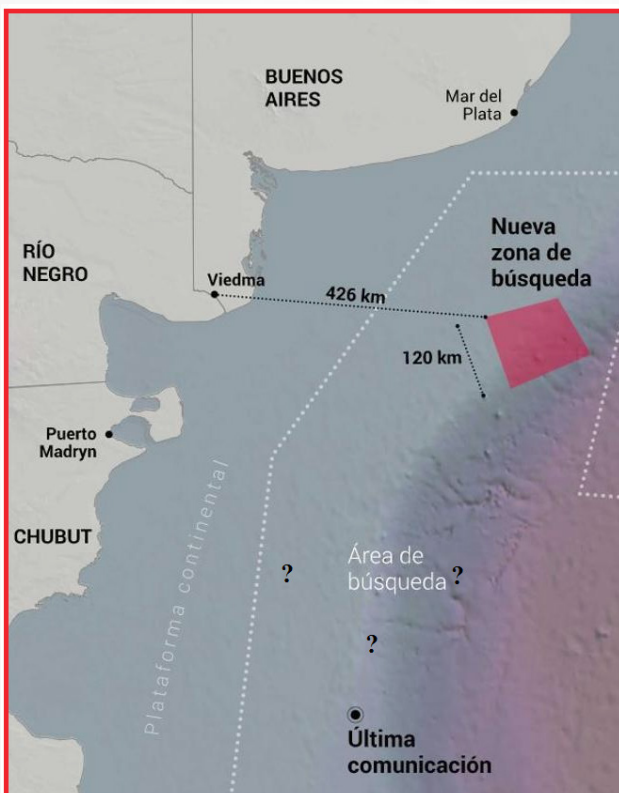 BUENOS
AIRES
Mar del
Plata
Nueva
zona de
búsqueda
RÍO
NEGRO
Viedma
426 km
120 km
Puerto
Madryn
CHUBUT
Plataforma continental
Área de
búsqueda
?
?
?
Última
comunicación